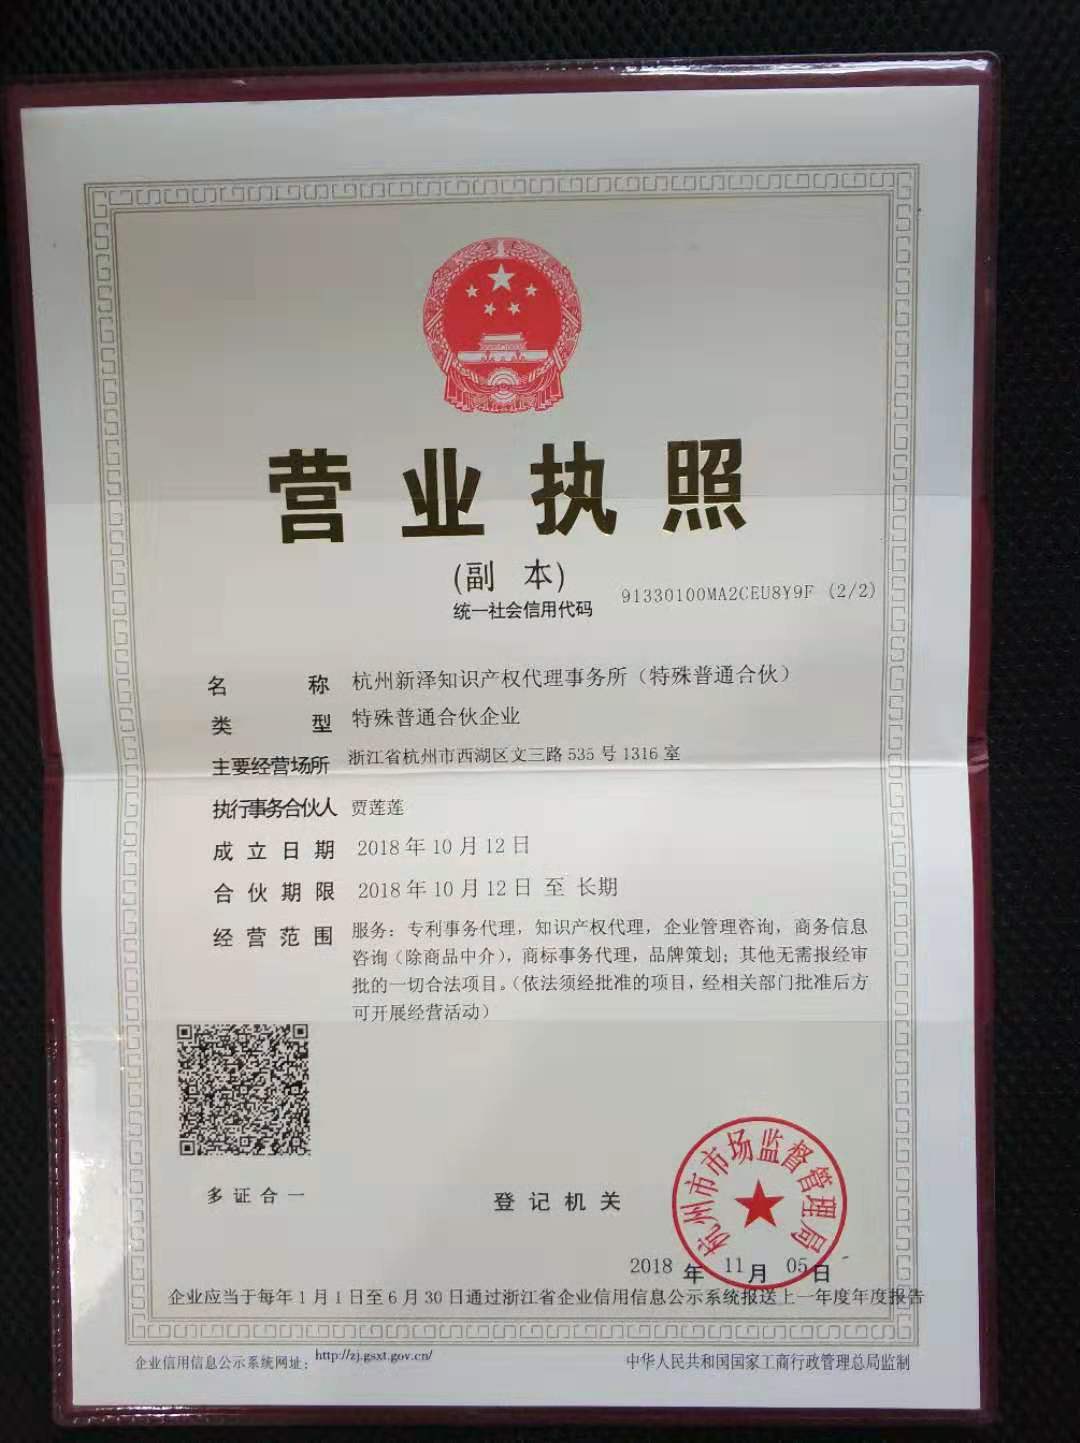 营业执照
(副 本)
统一社会信用代码 91330100MA2CEU8Y9F (2/2)
名 称 杭州新泽知识产权代理事务所（特殊普通合伙）
类 型 特殊普通合伙企业
主要经营场所 浙江省杭州市西湖区文三路 535 号 1316 室
执行事务合伙人 贾莲莲
成立日期 2018 年 10 月 12 日
合伙期限 2018 年 10 月 12 日 至 长期
经营范围 服务：专利事务代理，知识产权代理，企业管理咨询，商务信息
咨询（除商品中介），商标事务代理，品牌策划；其他无需报经审
批的一切合法项目。（依法须经批准的项目，经相关部门批准后方
可开展经营活动）
多证合一
登记机关
杭州市市场监督管理局
2018 年 11 月 05 日
企业应当于每年 1 月 1 日至 6 月 30 日通过浙江省企业信用信息公示系统报送上一年度年度报告
企业信用信息公示系统网址： http://zj.gsxt.gov.cn/
中华人民共和国国家工商行政管理总局监制